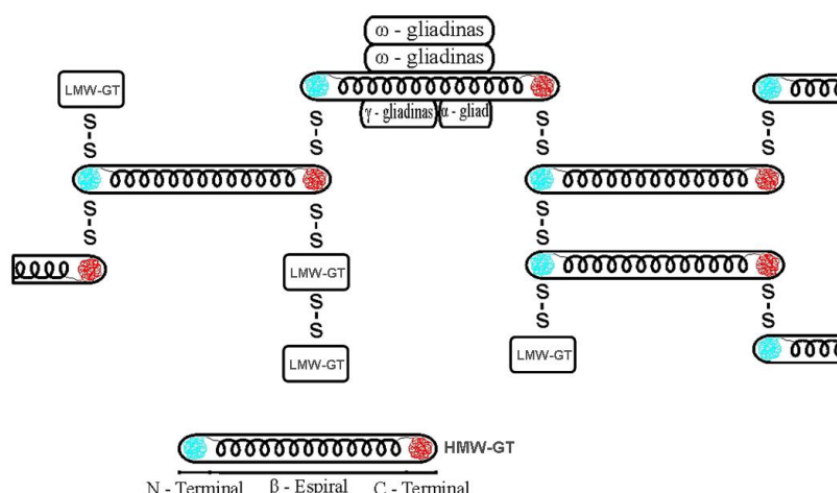 ω - gliadinas
ω - gliadinas
LMW-GT
γ - gliadinas α - gliad
S-S
S-S
S-S
S-S
S-S
S-S
S-S
LMW-GT
S-S
S-S
S-S
LMW-GT
LMW-GT
HMW-GT
N - Terminal β - Espiral C - Terminal